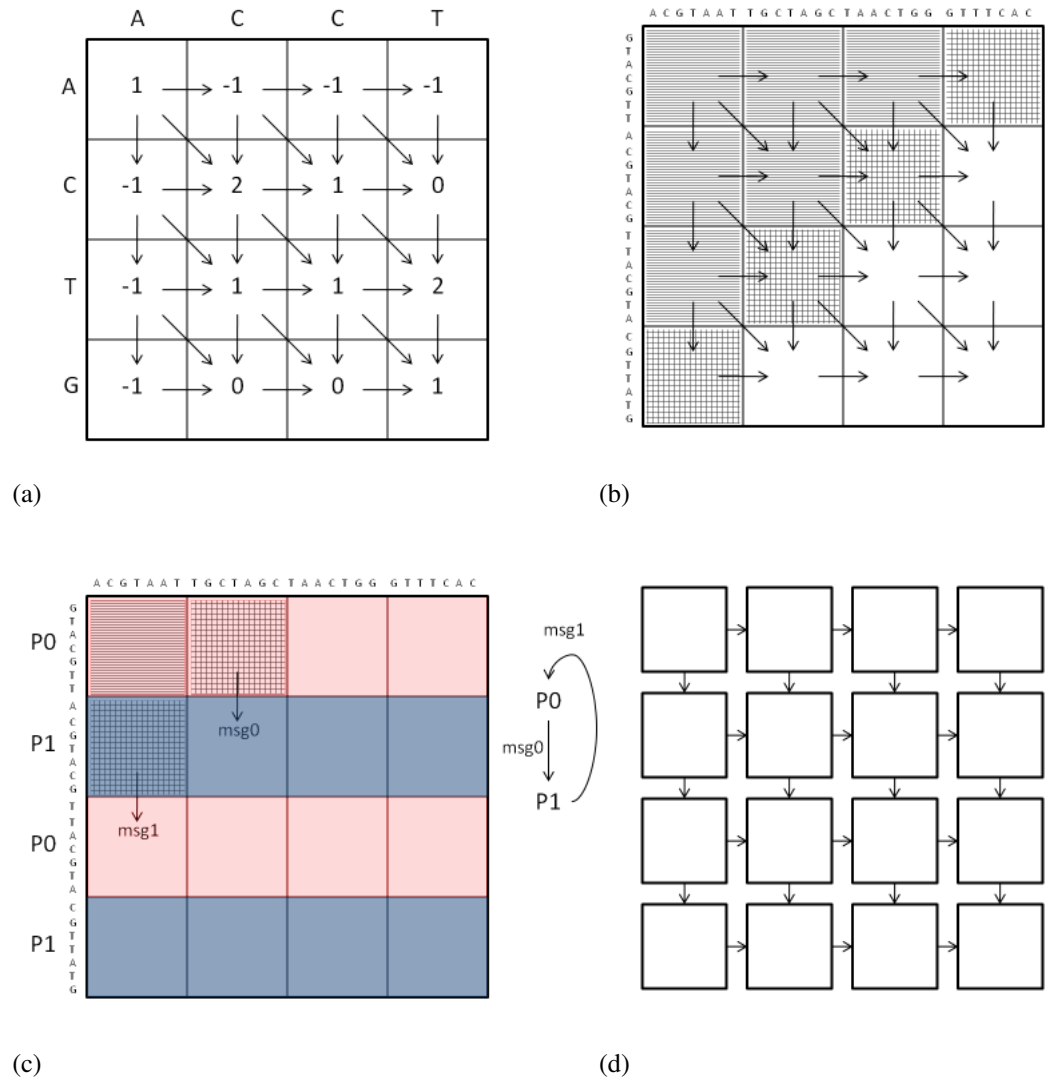 A C C T
A 1 -1 -1 -1
C -1 2 1 0
T -1 1 1 2
G -1 0 0 1
(a)
A C G T A A T T G C T A G C T A A C T G G G T T T C A C
G T A C G T T A C G T A C G T T A C G T A C G T T A T G
(b)
A C G T A A T T G C T A G C T A A C T G G G T T T C A C
G T A C G T T A C G T A C G T T A C G T A C G T T A T G
P0
P1
P0
P1
msg0
msg1
msg1
P0
msg0
P1
(c)
(d)